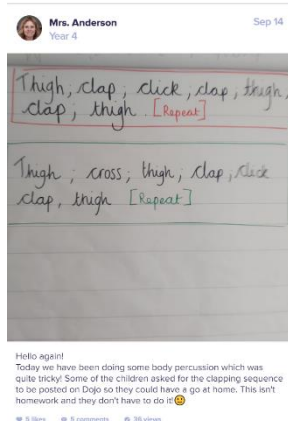 Mrs. Anderson
Sep 14
Year 4
Thigh, clap, click, clap, thigh,
clap, thigh. [Repeat]
Thigh, cross, thigh, clap, click
clap, thigh [Repeat]
Hello again!
Today we have been doing some body percussion which was
quite tricky! Some of the children asked for the clapping sequence
to be posted on Dojo so they could have a go at home. This isn't
homework and they don't have to do it!
5 likes 5 comments 36 views